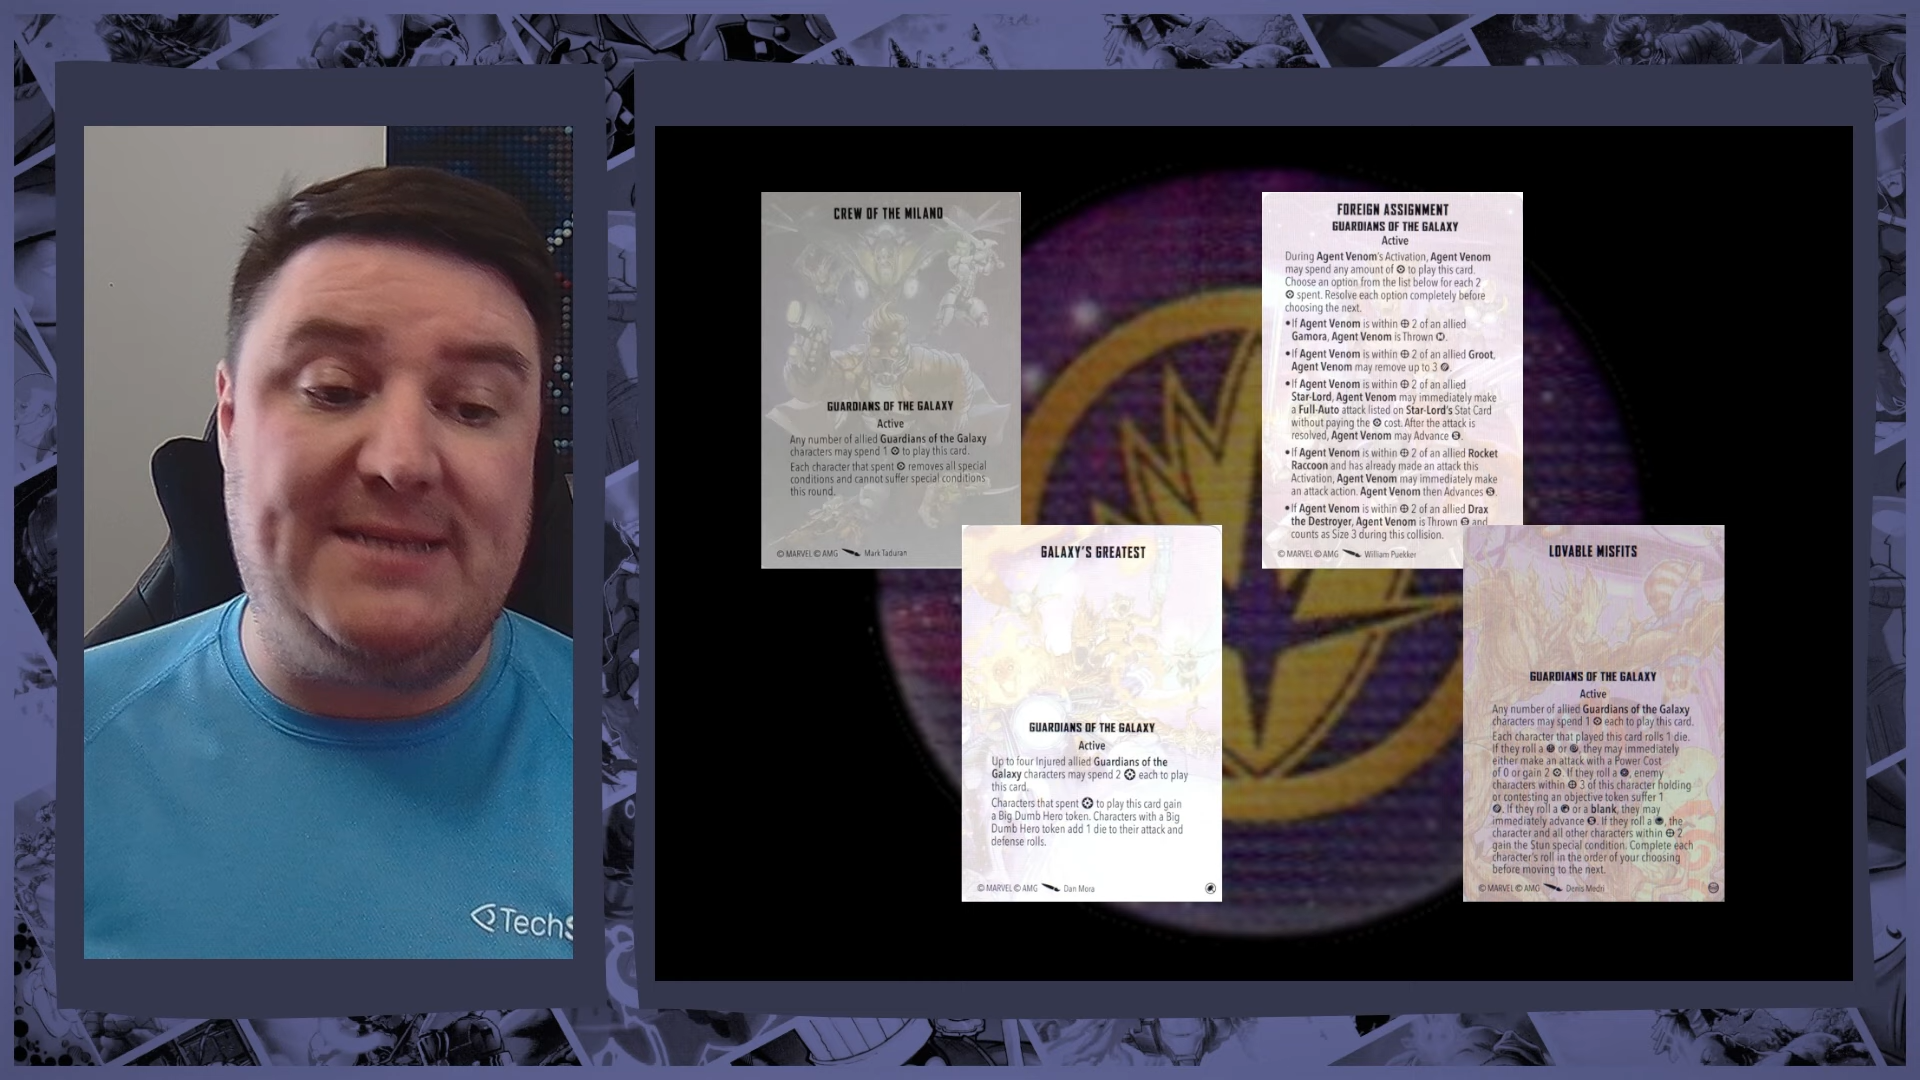 CREW OF THE MILANO
GUARDIANS OF THE GALAXY
Active
Any number of allied Guardians of the Galaxy
characters may spend 1 to play this card.
Each character that spent removes all special
conditions and cannot suffer special conditions
this round.
© MARVEL © AMG Mark Taduran
FOREIGN ASSIGNMENT
GUARDIANS OF THE GALAXY
Active
During Agent Venom's Activation, Agent Venom
may spend any amount of to play this card.
Choose an option from the list below for each 2
spent. Resolve each option completely before
choosing the next.
• If Agent Venom is within 2 of an allied
Gamora, Agent Venom is Thrown M.
• If Agent Venom is within 2 of an allied Groot,
Agent Venom may remove up to 3 .
• If Agent Venom is within 2 of an allied
Star-Lord, Agent Venom may immediately make
a Full-Auto attack listed on Star-Lord's Stat Card
without paying the cost. After the attack is
resolved, Agent Venom may Advance S.
• If Agent Venom is within 2 of an allied Rocket
Raccoon and has already made an attack this
Activation, Agent Venom may immediately make
an attack action. Agent Venom then Advances S.
• If Agent Venom is within 2 of an allied Drax
the Destroyer, Agent Venom is Thrown S and
counts as Size 3 during this collision.
© MARVEL © AMG William Puekker
GALAXY'S GREATEST
GUARDIANS OF THE GALAXY
Active
Up to four Injured allied Guardians of the
Galaxy characters may spend 2 each to play
this card.
Characters that spent to play this card gain
a Big Dumb Hero token. Characters with a Big
Dumb Hero token add 1 die to their attack and
defense rolls.
© MARVEL © AMG Dan Mora
LOVABLE MISFITS
GUARDIANS OF THE GALAXY
Active
Any number of allied Guardians of the Galaxy
characters may spend 1 each to play this card.
Each character that played this card rolls 1 die.
If they roll a or , they may immediately
either make an attack with a Power Cost
of 0 or gain 2 . If they roll a , enemy
characters within 3 of this character holding
or contesting an objective token suffer 1
. If they roll a or a blank, they may
immediately advance S. If they roll a , the
character and all other characters within 2
gain the Stun special condition. Complete each
character's roll in the order of your choosing
before moving to the next.
© MARVEL © AMG Denis Medri
Tech